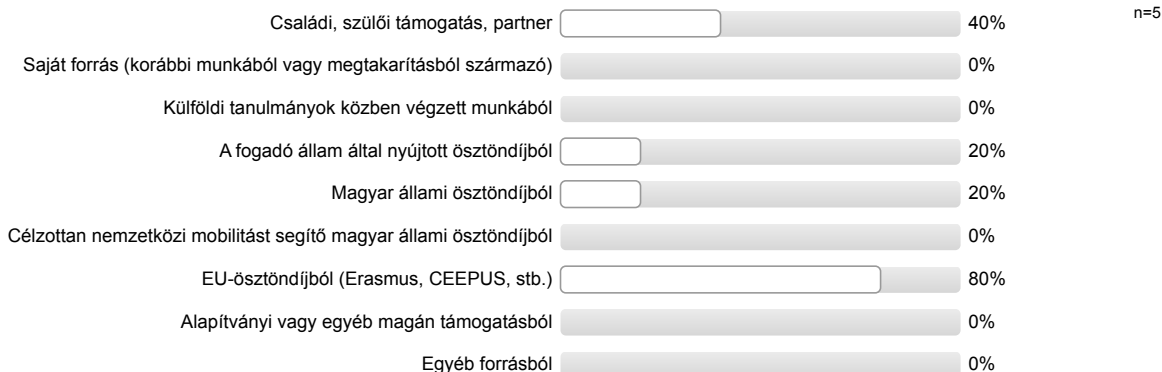 Családi, szülői támogatás, partner 40% n=5
Saját forrás (korábbi munkából vagy megtakarításból származó) 0%
Külföldi tanulmányok közben végzett munkából 0%
A fogadó állam által nyújtott ösztöndíjból 20%
Magyar állami ösztöndíjból 20%
Célzottan nemzetközi mobilitást segítő magyar állami ösztöndíjból 0%
EU-ösztöndíjból (Erasmus, CEEPUS, stb.) 80%
Alapítványi vagy egyéb magán támogatásból 0%
Egyéb forrásból 0%